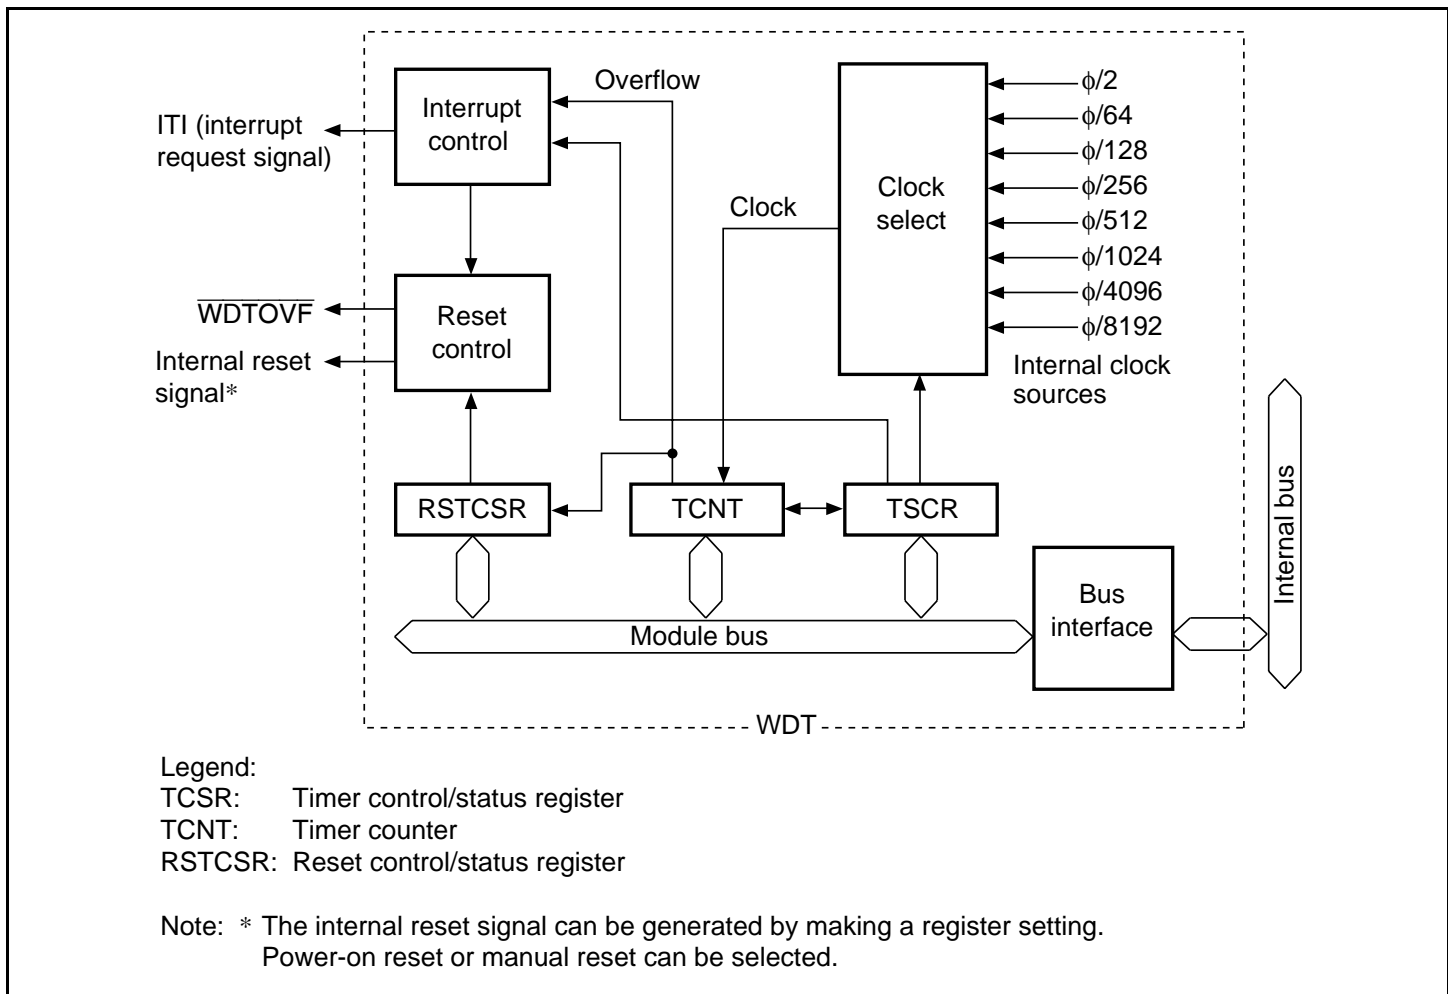 Overflow
Interrupt
control
ITI (interrupt
request signal)
Clock
Clock
select
ϕ/2
ϕ/64
ϕ/128
ϕ/256
ϕ/512
ϕ/1024
ϕ/4096
ϕ/8192
Internal clock
sources
WDTOVF
Internal reset
signal*
Reset
control
RSTCSR
TCNT
TSCR
Internal bus
Bus
interface
Module bus
WDT
Legend:
TCSR: Timer control/status register
TCNT: Timer counter
RSTCSR: Reset control/status register
Note: * The internal reset signal can be generated by making a register setting.
Power-on reset or manual reset can be selected.